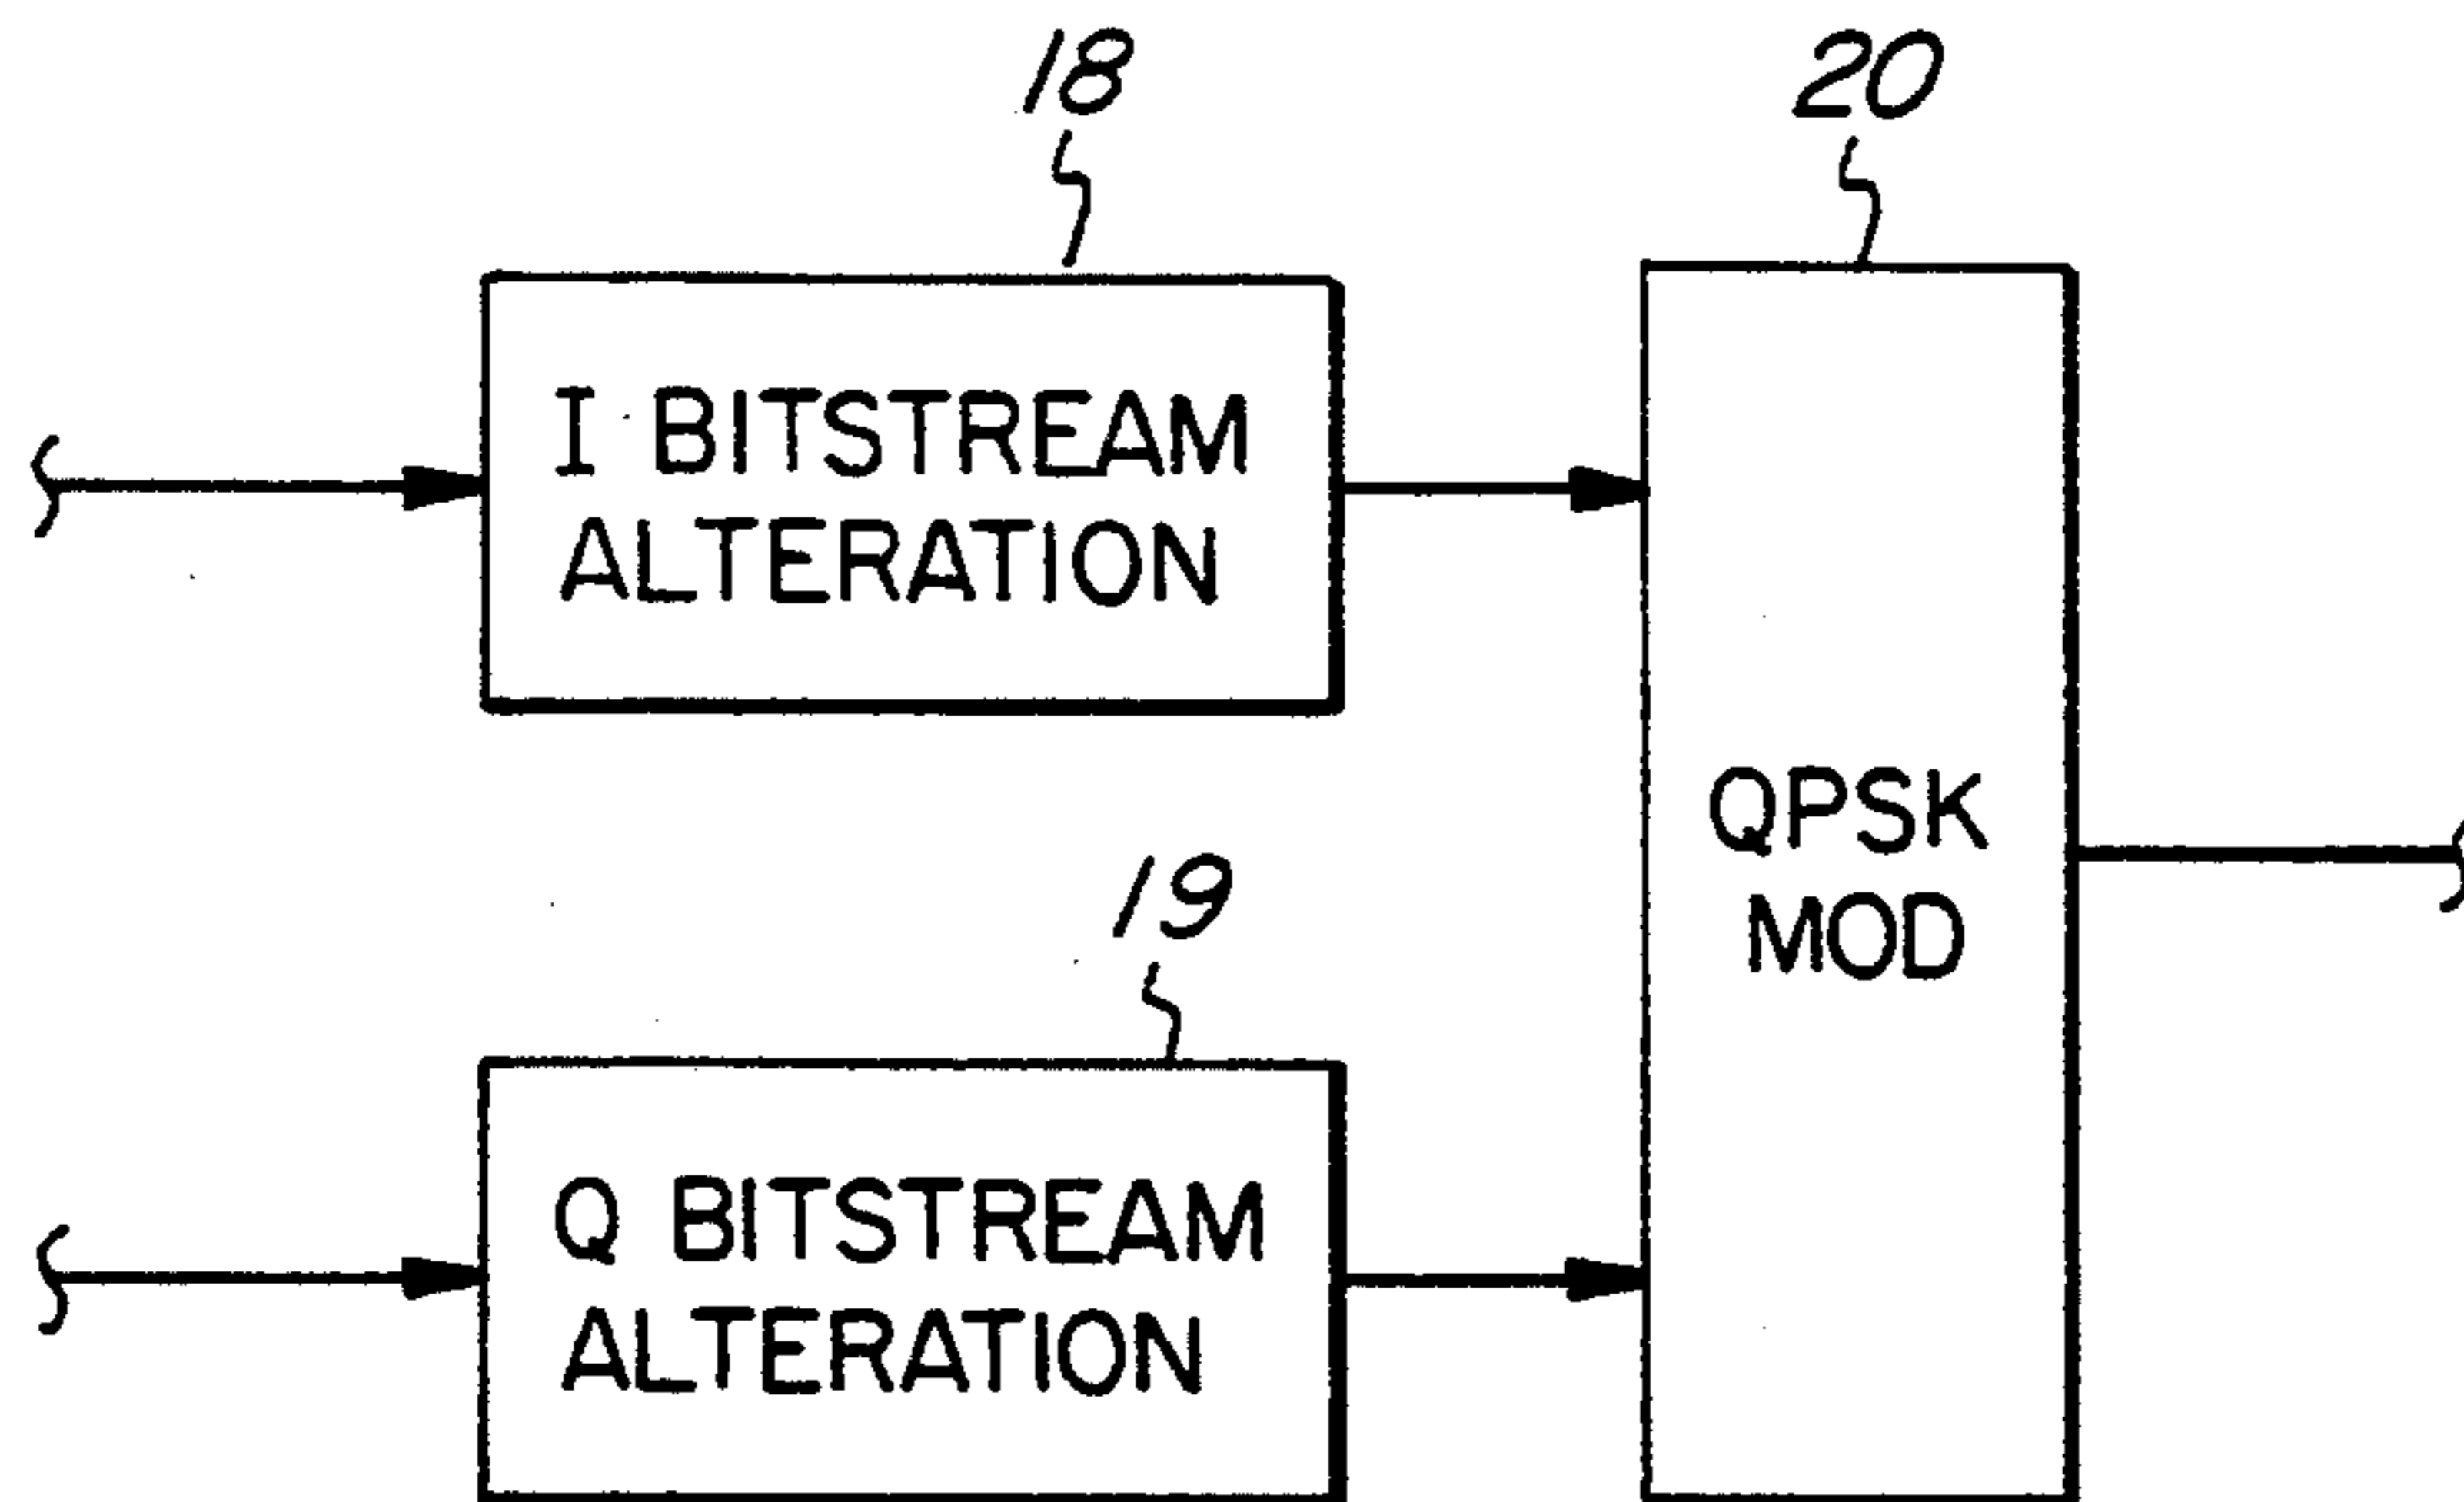 18
20
I BITSTREAM
ALTERATION
QPSK
MOD
19
Q BITSTREAM
ALTERATION